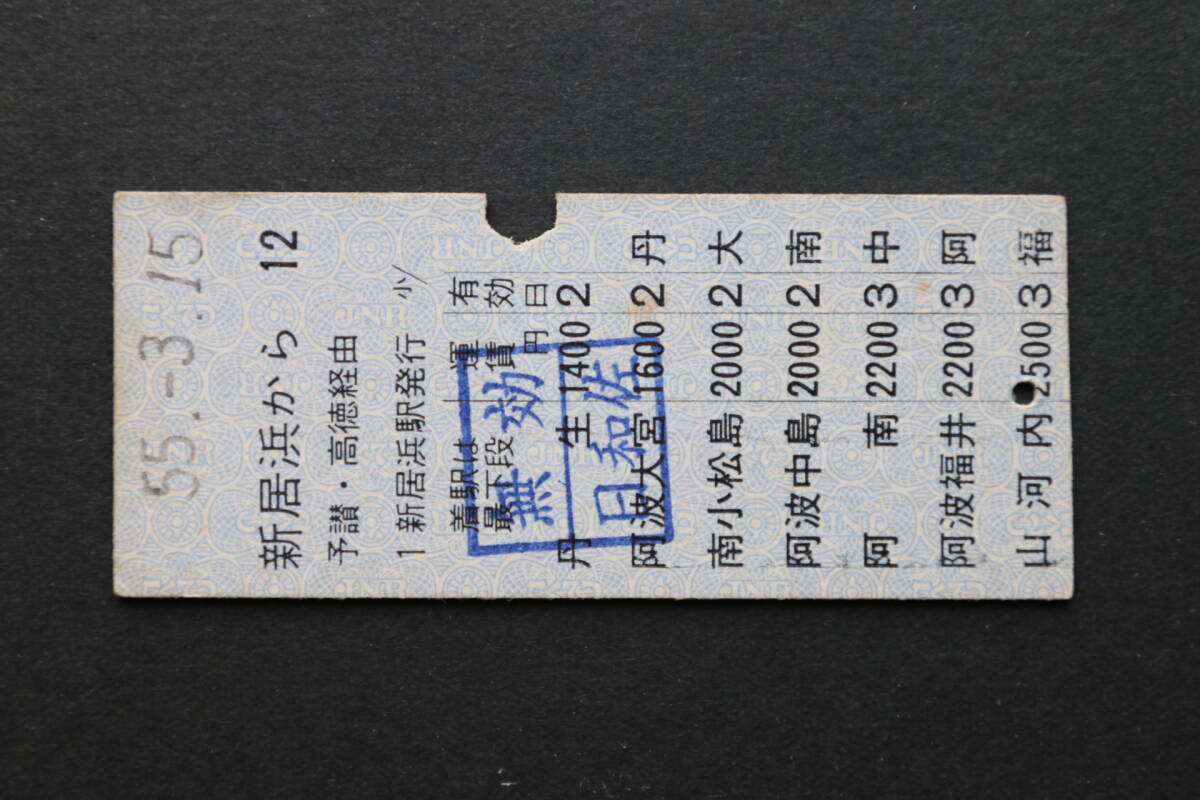 55.-3.15
新居浜から 12
予讃・高徳経由
1新居浜駅発行 小
着駅は 運 有
最下段 賃 効
円 日
丹 生 1400 2
阿波大宮 1600 2 丹
南小松島 2000 2 大
阿波中島 2000 2 南
阿 南 2200 3 中
阿波福井 2200 3 阿
山河内 2500 3 福
無効
日和佐